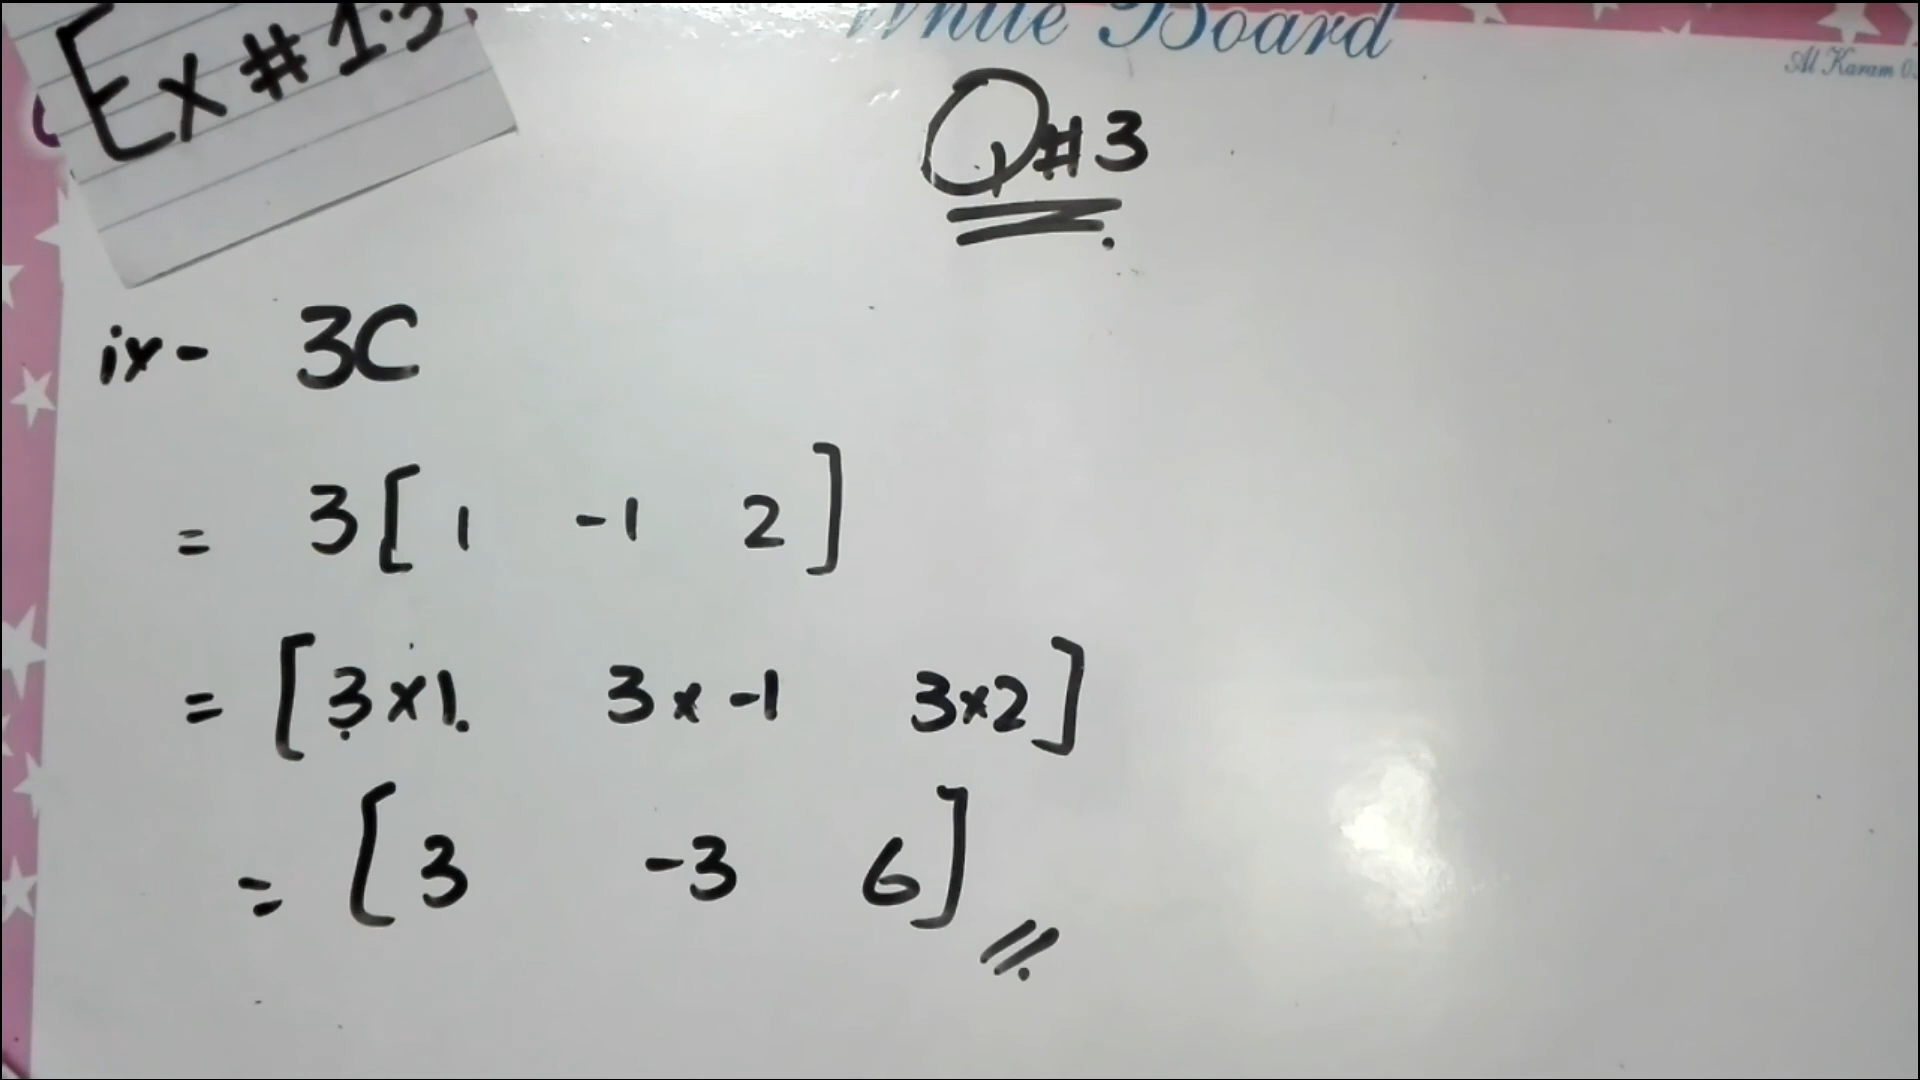 Ex # 1.3
White Board
Al Karam
Q#3
ix- 3C
= 3[ 1 -1 2 ]
= [ 3×1. 3×-1 3×2 ]
= [ 3 -3 6 ]